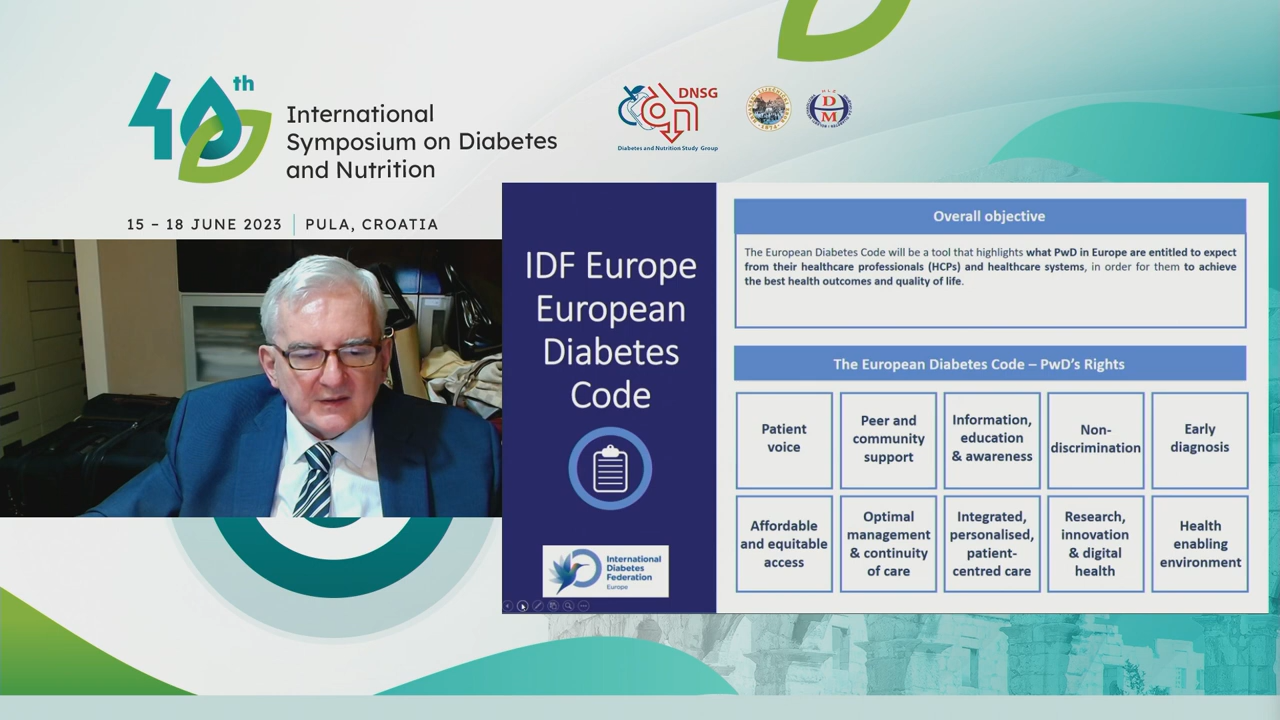 40th
International
Symposium on Diabetes
and Nutrition
15 – 18 JUNE 2023 | PULA, CROATIA
DNSG
Diabetes and Nutrition Study Group
D
M
IDF Europe
European
Diabetes
Code
International
Diabetes
Federation
Europe
Overall objective
The European Diabetes Code will be a tool that highlights what PwD in Europe are entitled to expect
from their healthcare professionals (HCPs) and healthcare systems, in order for them to achieve
the best health outcomes and quality of life.
The European Diabetes Code – PwD's Rights
Patient
voice
Peer and
community
support
Information,
education
& awareness
Non-
discrimination
Early
diagnosis
Affordable
and equitable
access
Optimal
management
& continuity
of care
Integrated,
personalised,
patient-
centred care
Research,
innovation
& digital
health
Health
enabling
environment